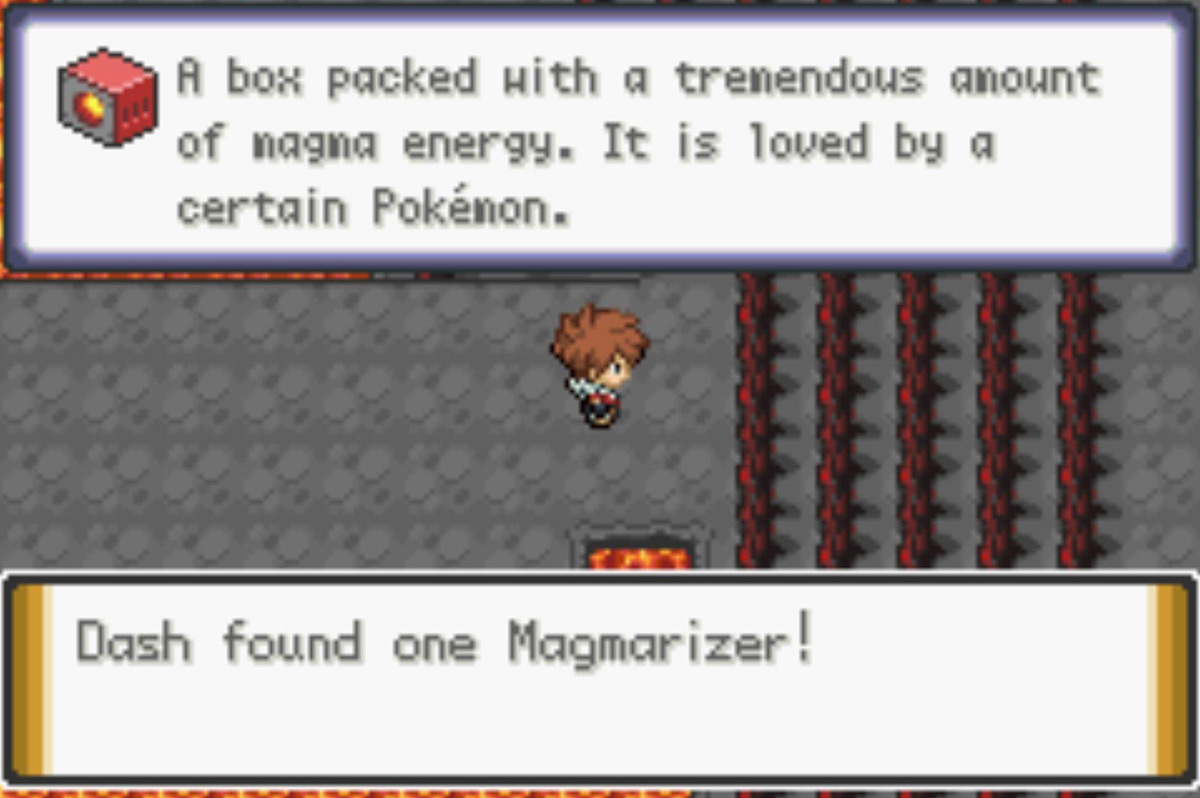 A box packed with a tremendous amount
of magma energy. It is loved by a
certain Pokémon.
Dash found one Magmarizer!